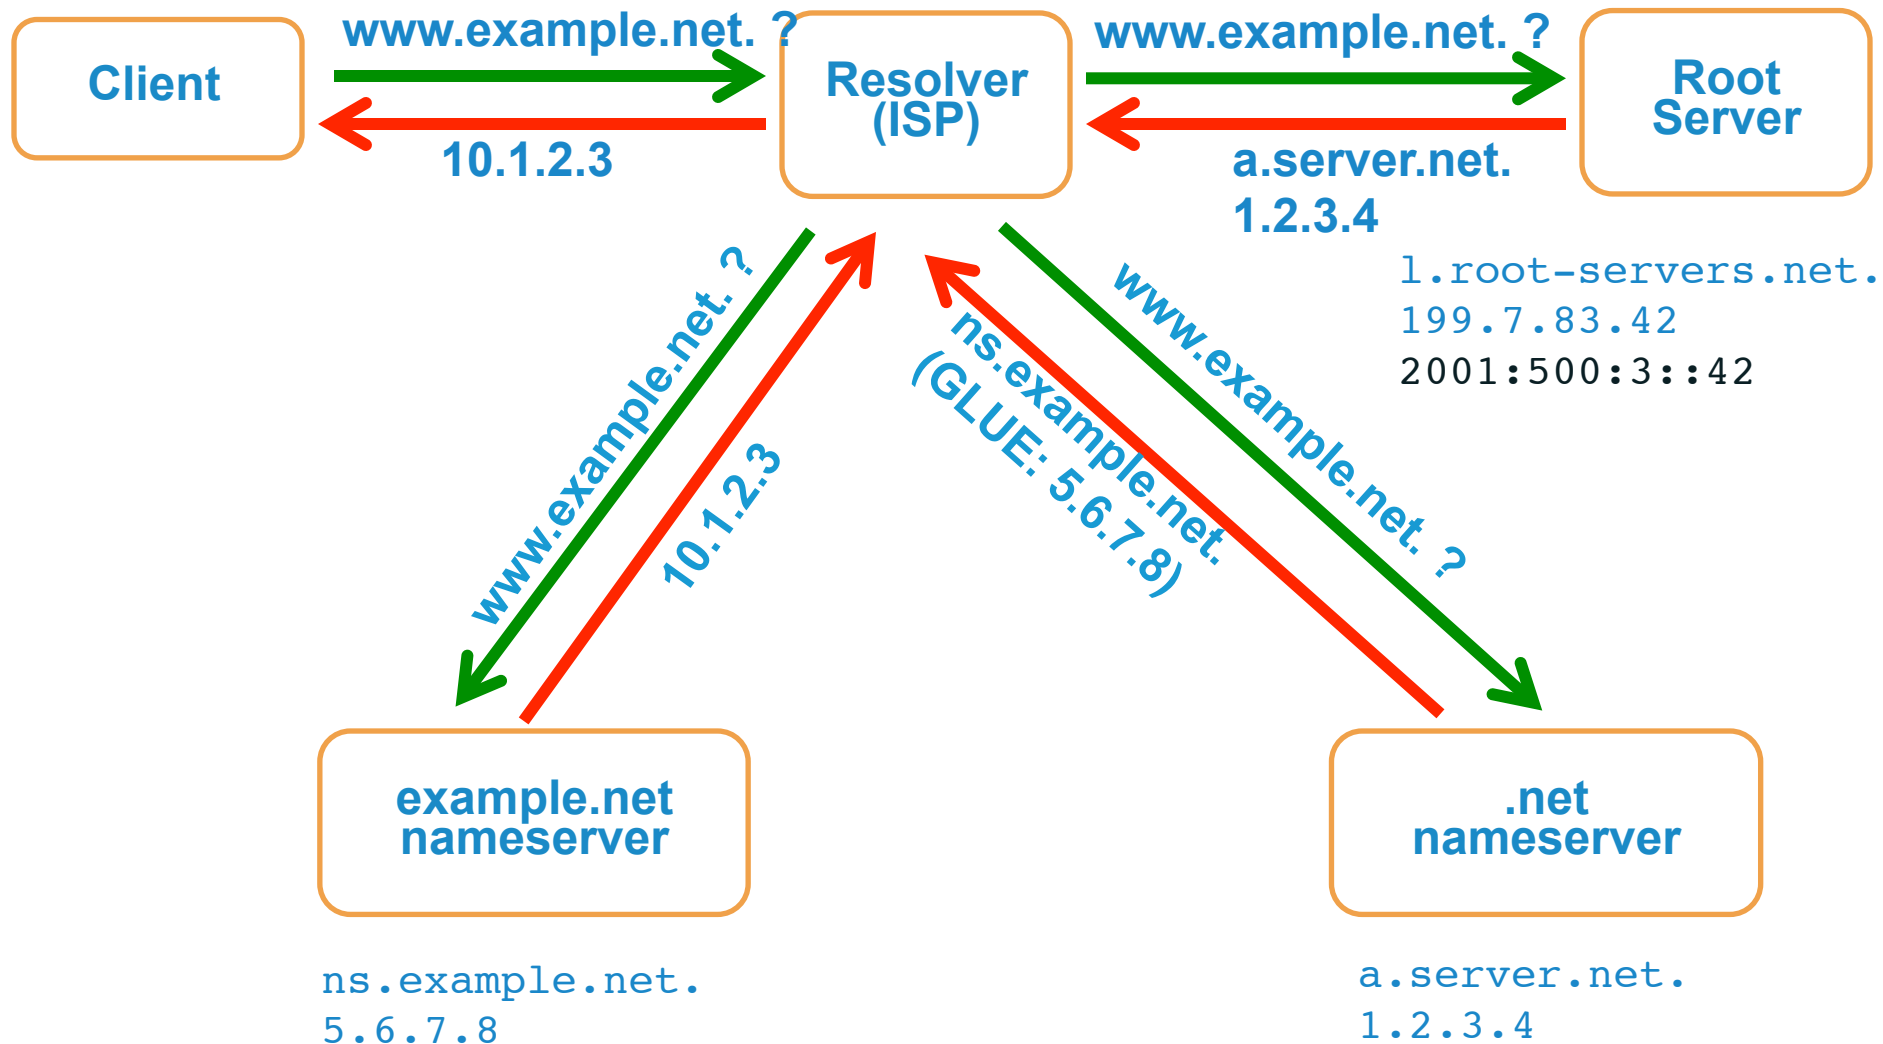 www.example.net. ?
www.example.net. ?
Client
Resolver
(ISP)
Root
Server
10.1.2.3
a.server.net.
1.2.3.4
l.root-servers.net.
199.7.83.42
2001:500:3::42
www.example.net. ?
10.1.2.3
ns.example.net.
(GLUE: 5.6.7.8)
www.example.net. ?
example.net
nameserver
.net
nameserver
ns.example.net.
5.6.7.8
a.server.net.
1.2.3.4